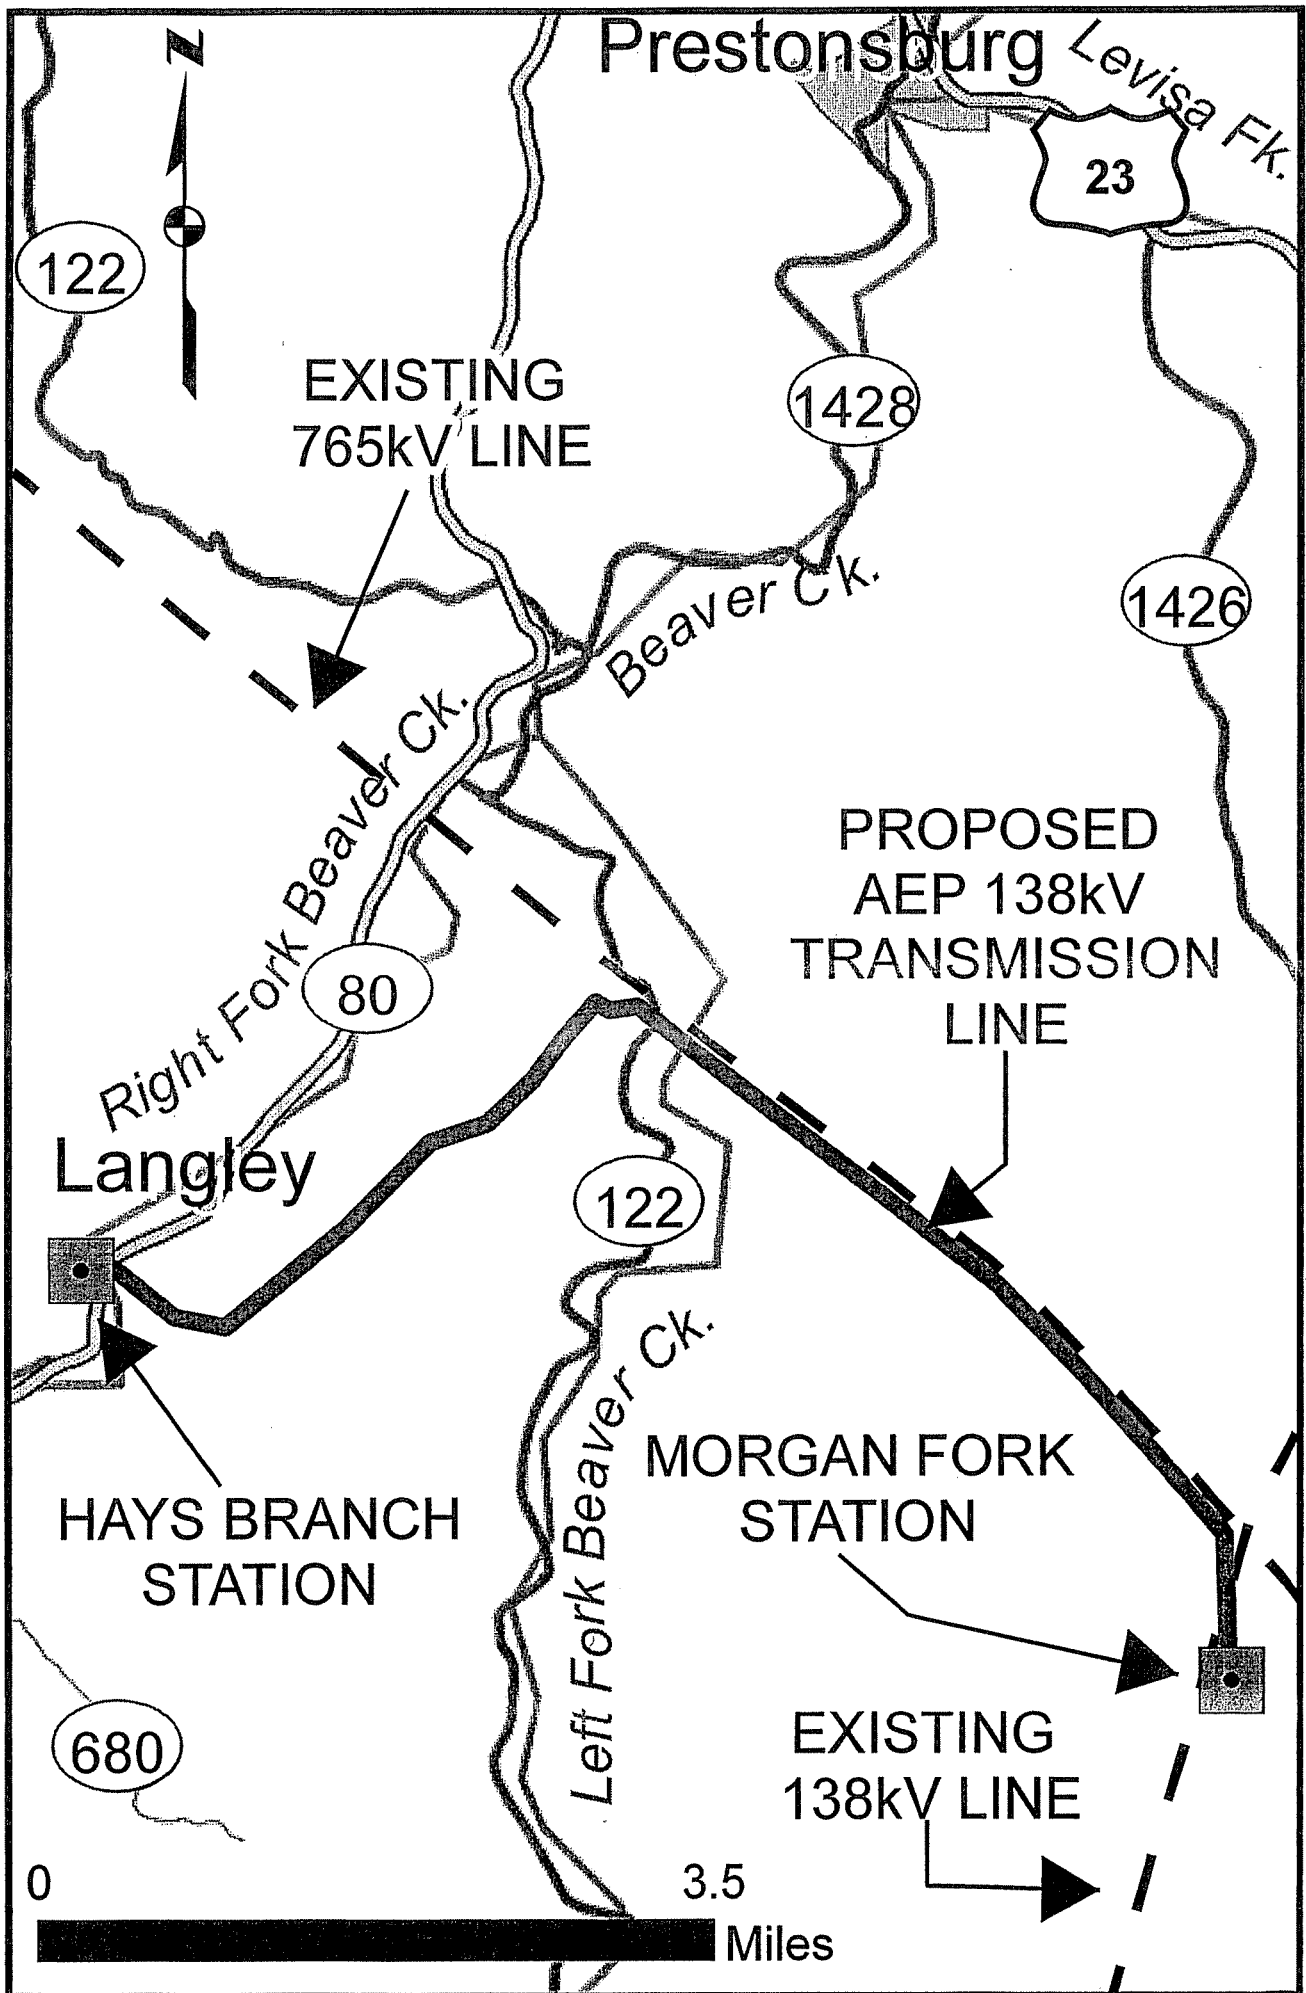 Prestonsburg
Levisa Fk.
N
23
122
EXISTING
765kV LINE
1428
Beaver Ck.
1426
Right Fork Beaver Ck.
PROPOSED
AEP 138kV
TRANSMISSION
LINE
80
Langley
122
Left Fork Beaver Ck.
MORGAN FORK
STATION
HAYS BRANCH
STATION
680
EXISTING
138kV LINE
0
3.5
Miles